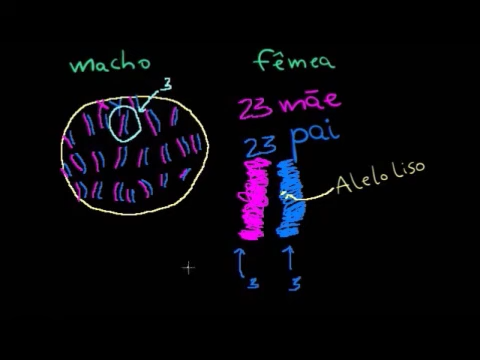 macho
fêmea
3
23 mãe
23 pai
Alelo liso
3
3